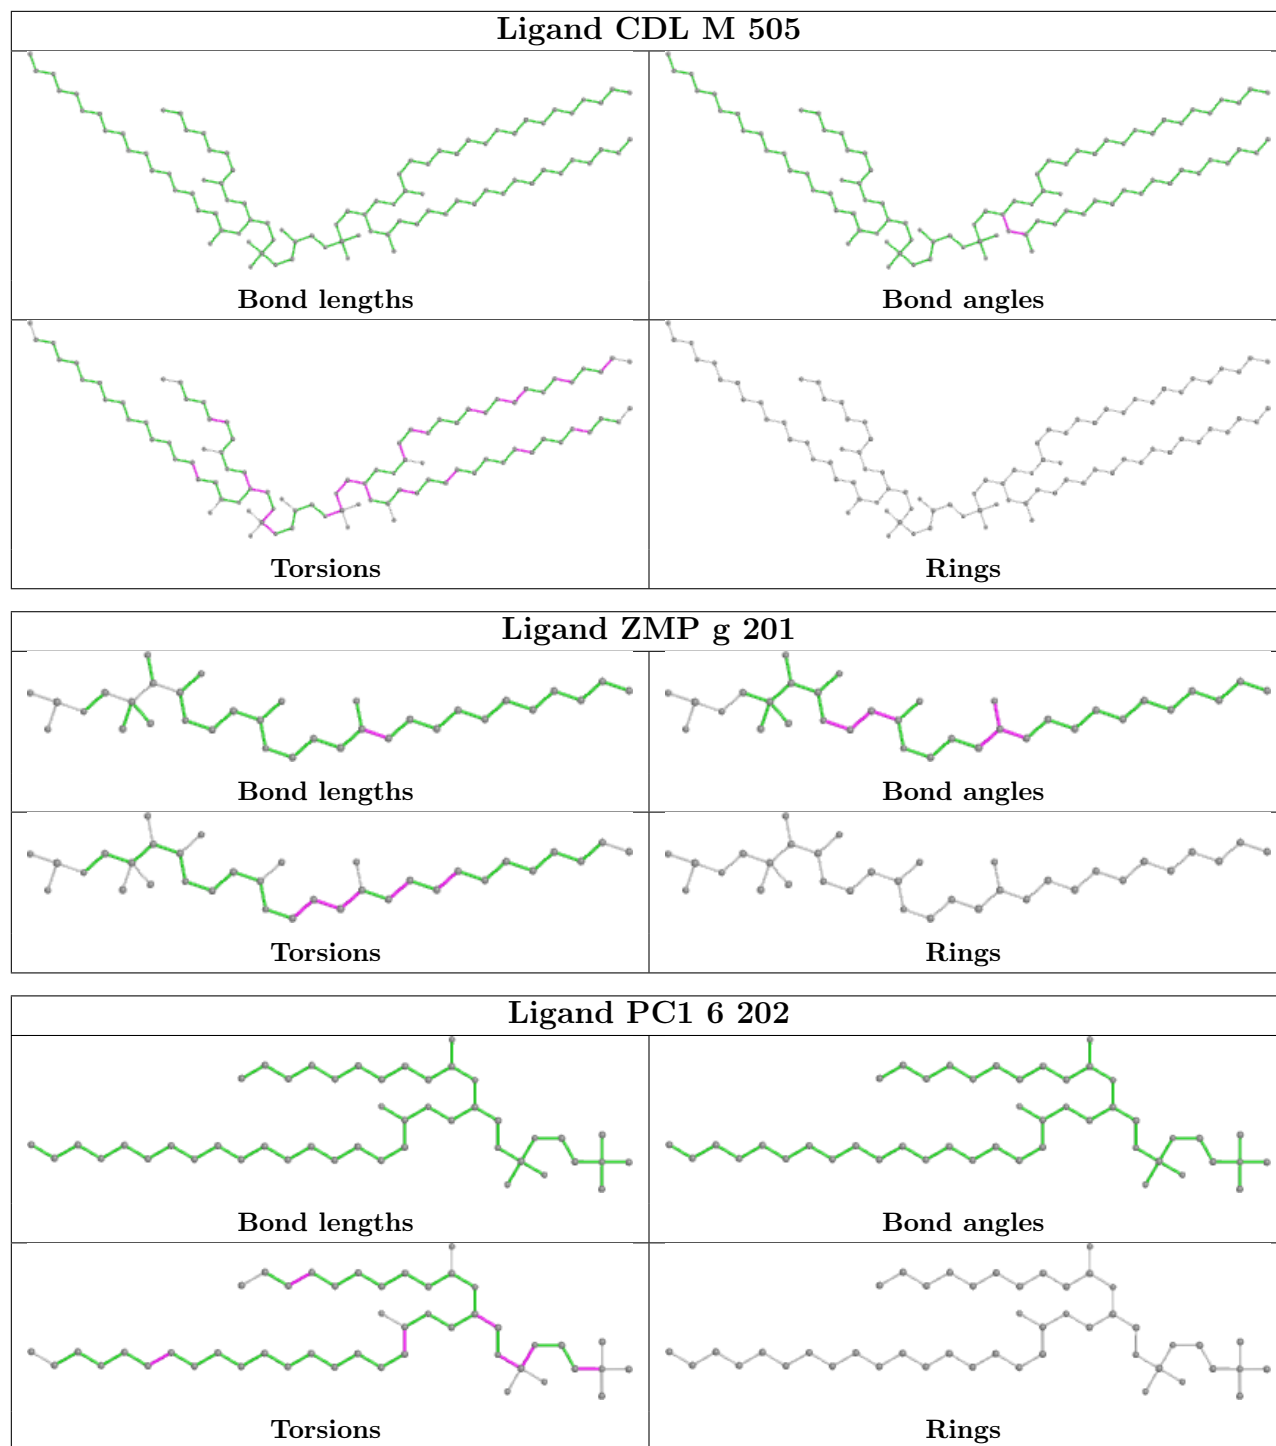 Ligand CDL M 505
Bond lengths
Bond angles
Torsions
Rings
Ligand ZMP g 201
Bond lengths
Bond angles
Torsions
Rings
Ligand PC1 6 202
Bond lengths
Bond angles
Torsions
Rings